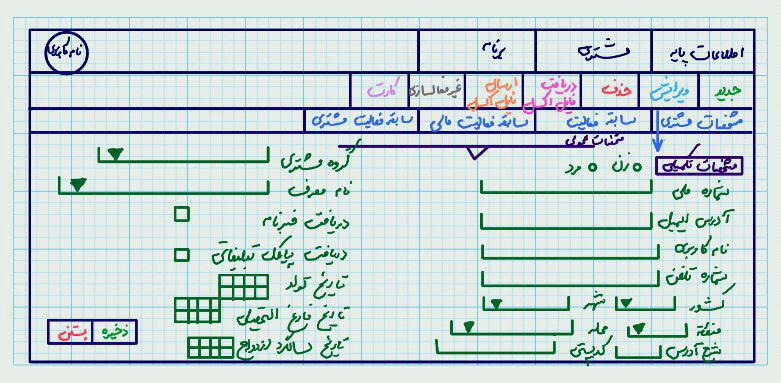 اطلاعات پایه مشتری برنامه نام کاربری
جدید ویرایش حذف دریافت فایل اکسل ارسال فایل اکسل غیرفعالسازی کارت
مشخصات مشتری سابقه فعالیت سابقه فعالیت مالی سابقه فعالیت مشتری
مشخصات عمومی
مشخصات تکمیلی
زن مرد
شماره ملی
آدرس ایمیل
نام کاربری
شماره تلفن
کشور شهر
منطقه محله
شرح آدرس کدپستی
گروه مشتری
نام معرف
دریافت خبرنامه
دریافت پیامک تبلیغاتی
تاریخ تولد
تاریخ فارغ التحصیلی
تاریخ سالگرد ازدواج
ذخیره بستن